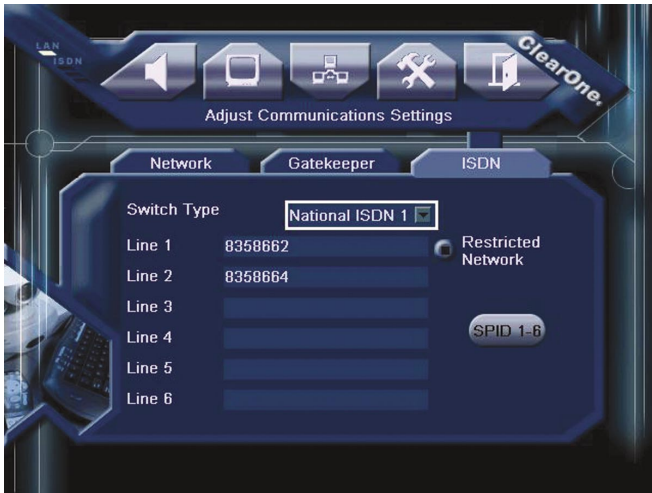 LAN
ISDN
ClearOne.
Adjust Communications Settings
Network
Gatekeeper
ISDN
Switch Type
National ISDN 1
Line 1
8358662
Restricted
Network
Line 2
8358664
Line 3
Line 4
SPID 1-6
Line 5
Line 6